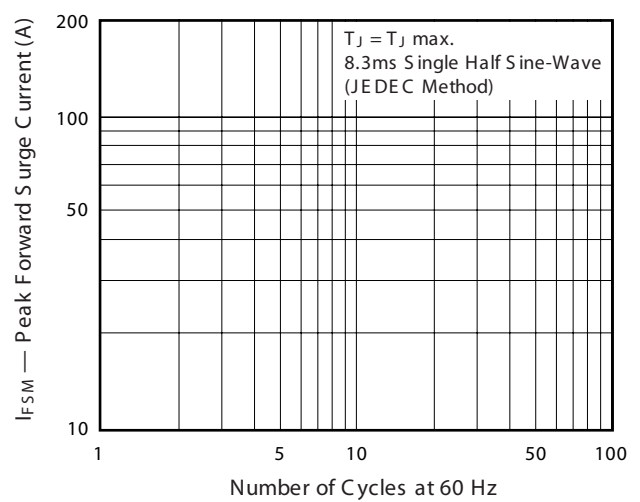 200
TJ = TJ max.
8.3ms Single Half Sine-Wave
(JEDEC Method)
100
50
10
IFSM — Peak Forward Surge Current (A)
1 5 10 50 100
Number of Cycles at 60 Hz